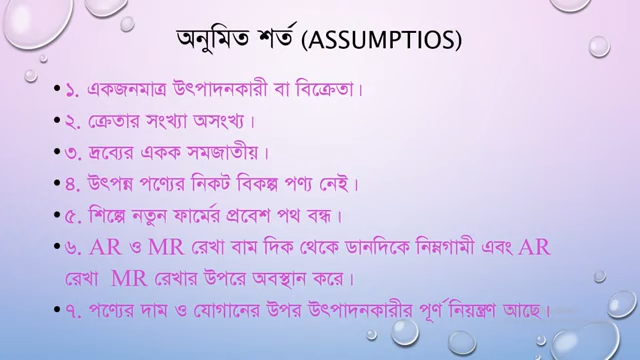 অনুমিত শর্ত (ASSUMPTIOS)
• ১. একজনমাত্র উৎপাদনকারী বা বিক্রেতা।
• ২. ক্রেতার সংখ্যা অসংখ্য।
• ৩. দ্রব্যের একক সমজাতীয়।
• ৪. উৎপন্ন পণ্যের নিকট বিকল্প পণ্য নেই।
• ৫. শিল্পে নতুন ফার্মের প্রবেশ পথ বন্ধ।
• ৬. AR ও MR রেখা বাম দিক থেকে ডানদিকে নিম্নগামী এবং AR
রেখা MR রেখার উপরে অবস্থান করে।
• ৭. পণ্যের দাম ও যোগানের উপর উৎপাদনকারীর পূর্ণ নিয়ন্ত্রণ আছে।